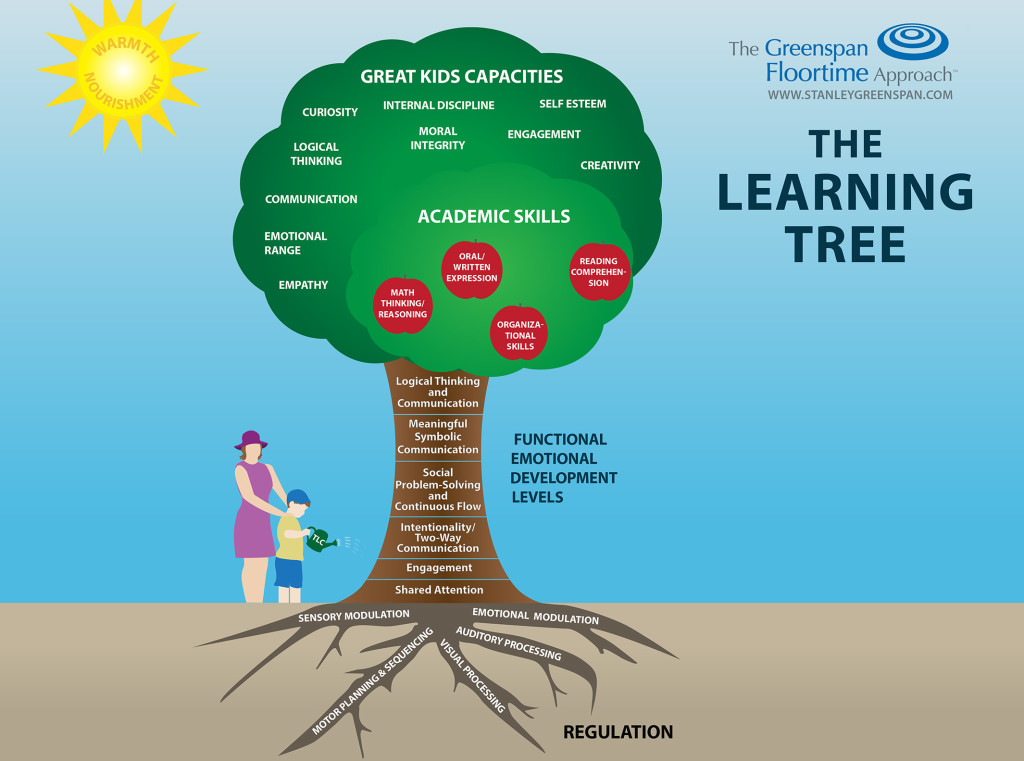 WARMTH
NOURISHMENT
The Greenspan
Floortime Approach™
WWW.STANLEYGREENSPAN.COM
THE
LEARNING
TREE
GREAT KIDS CAPACITIES
CURIOSITY
INTERNAL DISCIPLINE
SELF ESTEEM
MORAL
INTEGRITY
ENGAGEMENT
LOGICAL
THINKING
CREATIVITY
COMMUNICATION
EMOTIONAL
RANGE
EMPATHY
ACADEMIC SKILLS
ORAL/
WRITTEN
EXPRESSION
READING
COMPREHEN-
SION
MATH
THINKING/
REASONING
ORGANIZA-
TIONAL
SKILLS
Logical Thinking
and
Communication
Meaningful
Symbolic
Communication
Social
Problem-Solving
and
Continuous Flow
Intentionality/
Two-Way
Communication
Engagement
Shared Attention
FUNCTIONAL
EMOTIONAL
DEVELOPMENT
LEVELS
TLC
SENSORY MODULATION
EMOTIONAL MODULATION
MOTOR PLANNING & SEQUENCING
VISUAL PROCESSING
AUDITORY PROCESSING
REGULATION